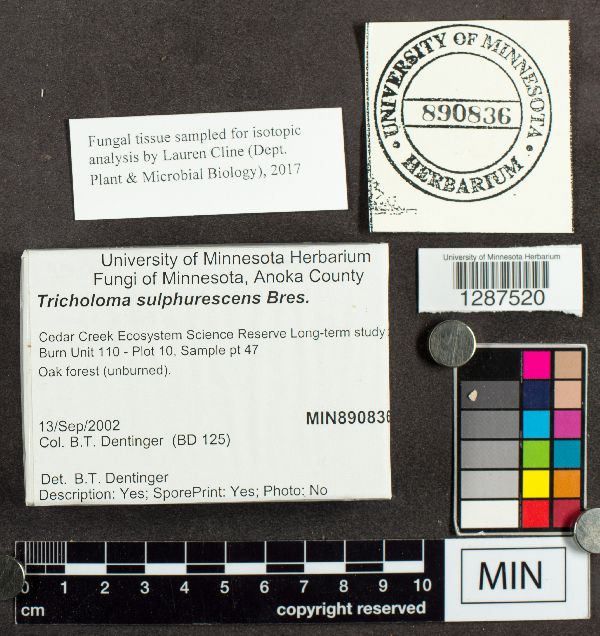 UNIVERSITY OF MINNESOTA
890836
HERBARIUM
Fungal tissue sampled for isotopic
analysis by Lauren Cline (Dept.
Plant & Microbial Biology), 2017
University of Minnesota Herbarium
Fungi of Minnesota, Anoka County
Tricholoma sulphurescens Bres.
Cedar Creek Ecosystem Science Reserve Long-term study:
Burn Unit 110 - Plot 10, Sample pt 47
Oak forest (unburned).
13/Sep/2002
MIN890836
Col. B.T. Dentinger (BD 125)
Det. B.T. Dentinger
Description: Yes; SporePrint: Yes; Photo: No
University of Minnesota Herbarium
1287520
0 1 2 3 4 5 6 7 8 9 10
cm
copyright reserved
MIN